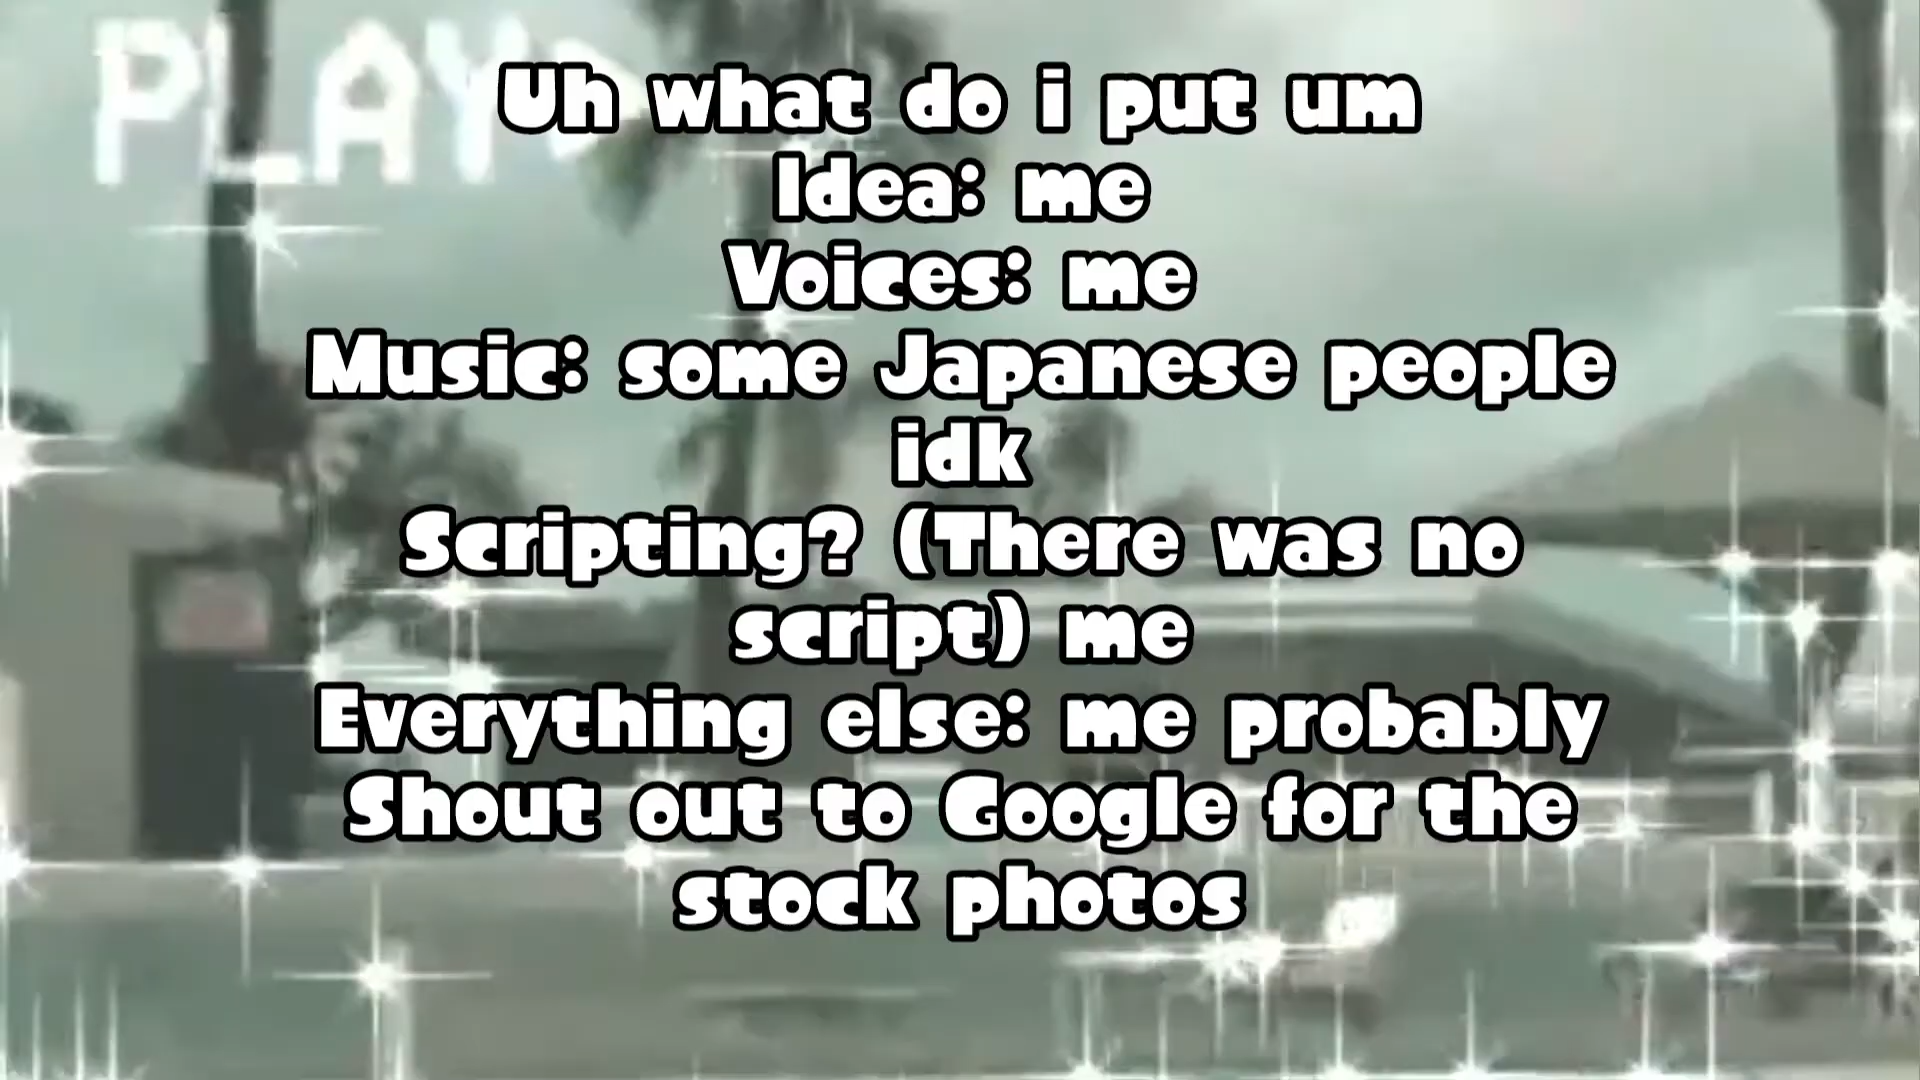 PLAY
Uh what do i put um
Idea: me
Voices: me
Music: some Japanese people
idk
Scripting? (There was no
script) me
Everything else: me probably
Shout out to Google for the
stock photos